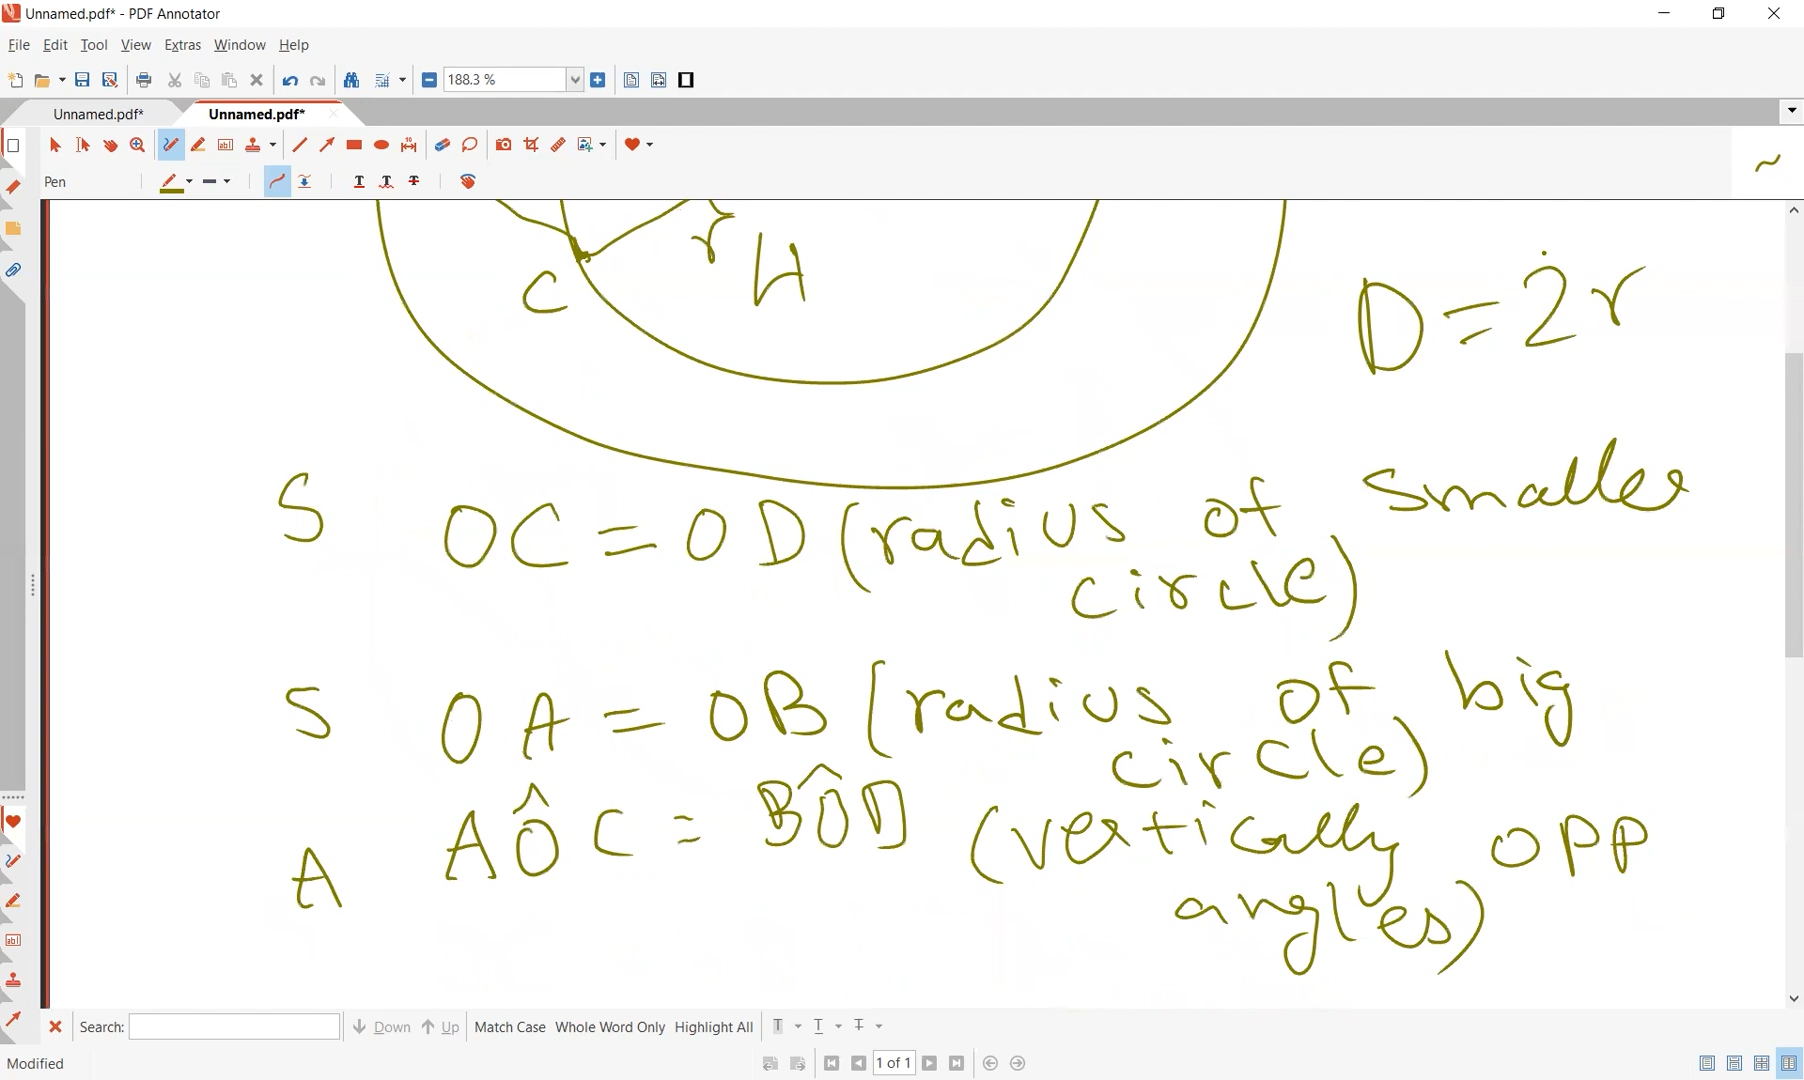 Unnamed.pdf* - PDF Annotator
File Edit Tool View Extras Window Help
188.3 %
Unnamed.pdf* Unnamed.pdf*
Pen
C r H
D = 2r
S OC = OD (radius of smaller
circle)
S OA = OB (radius of big
circle)
A AÔC = BÔD (vertically opp
angles)
Search: Down Up Match Case Whole Word Only Highlight All
1 of 1
Modified